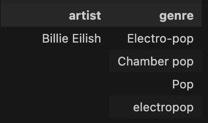 artist genre
Billie Eilish Electro-pop
Chamber pop
Pop
electropop